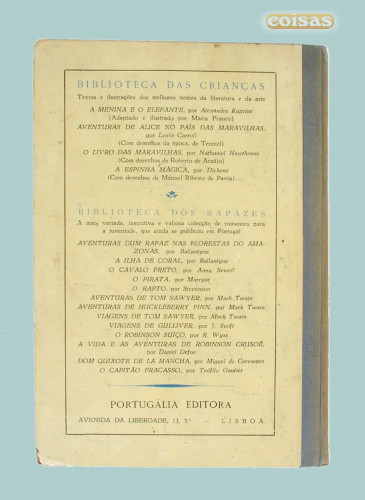 coisas
BIBLIOTECA DAS CRIANÇAS
Textos e ilustrações dos melhores nomes da literatura e da arte
A MENINA E O ELEFANTE, por Alexandre Kuprine
(Adaptado e ilustrado por Maria Franco)
AVENTURAS DE ALICE NO PAÍS DAS MARAVILHAS,
por Lewis Carroll
(Com desenhos da época, de Tenniel)
O LIVRO DAS MARAVILHAS, por Nathaniel Hawthorne
(Com desenhos de Roberto de Araújo)
A ESPINHA MÁGICA, por Dickens
(Com desenhos de Manuel Ribeiro de Pavia).
BIBLIOTECA DOS RAPAZES
A mais variada, instrutiva e valiosa colecção de romances para
a juventude, que ainda se publicou em Portugal
AVENTURAS DUM RAPAZ NAS FLORESTAS DO AMA-
ZONAS, por Ballantyne
A ILHA DE CORAL, por Ballantyne
O CAVALO PRETO, por Anna Sewell
O PIRATA, por Marryat
O RAPTO, por Stevenson
AVENTURAS DE TOM SAWYER, por Mark Twain
AVENTURAS DE HUCKLEBERRY FINN, por Mark Twain
VIAGENS DE TOM SAWYER, por Mark Twain
VIAGENS DE GULLIVER, por J. Swift
O ROBINSON SUÍÇO, por R. Wyss
A VIDA E AS AVENTURAS DE ROBINSON CRUSOÉ,
por Daniel Defoe
DOM QUIXOTE DE LA MANCHA, por Miguel de Cervantes
O CAPITÃO FRACASSO, por Teófilo Gautier
PORTUGÁLIA EDITORA
AVENIDA DA LIBERDADE, 13, 3.º — LISBOA